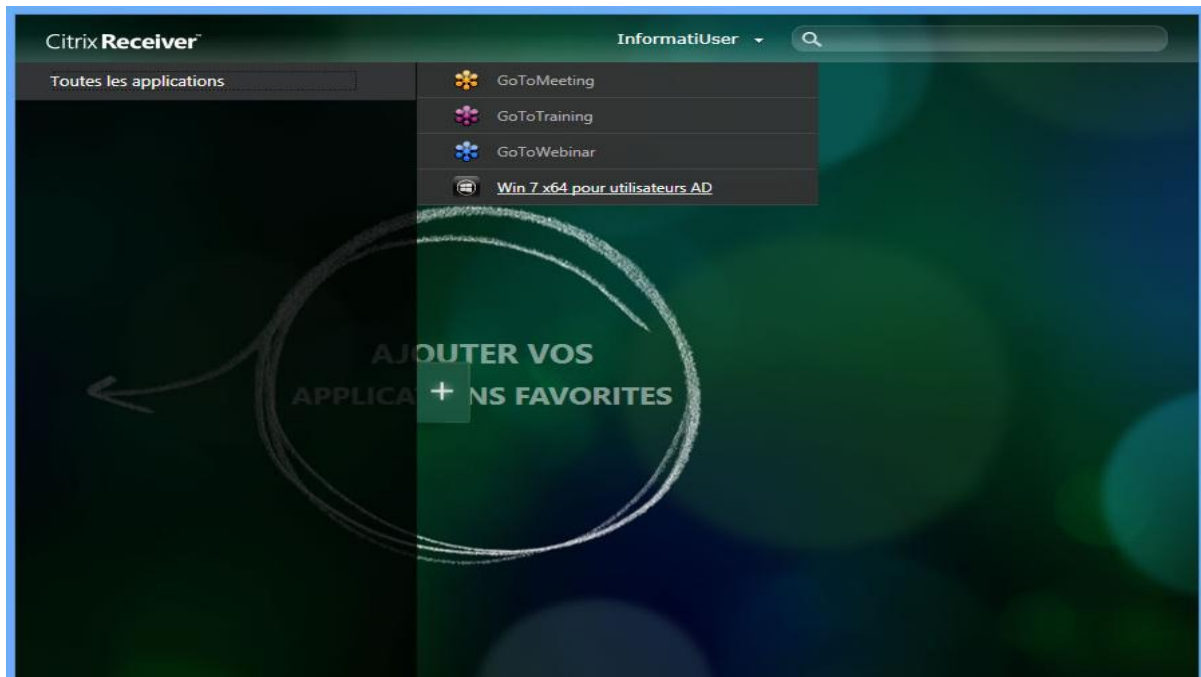 Citrix Receiver™
InformatiUser
Toutes les applications
GoToMeeting
GoToTraining
GoToWebinar
Win 7 x64 pour utilisateurs AD
AJOUTER VOS
APPLICA + NS FAVORITES